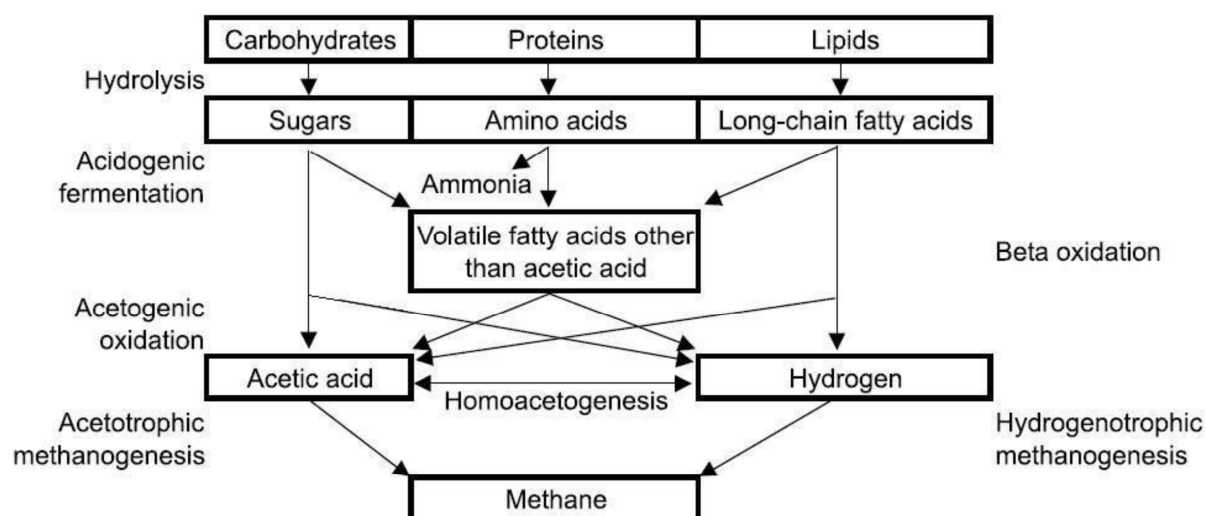 Carbohydrates
Proteins
Lipids
Hydrolysis
Sugars
Amino acids
Long-chain fatty acids
Acidogenic
fermentation
Ammonia
Volatile fatty acids other
than acetic acid
Beta oxidation
Acetogenic
oxidation
Acetic acid
Hydrogen
Homoacetogenesis
Acetotrophic
methanogenesis
Hydrogenotrophic
methanogenesis
Methane